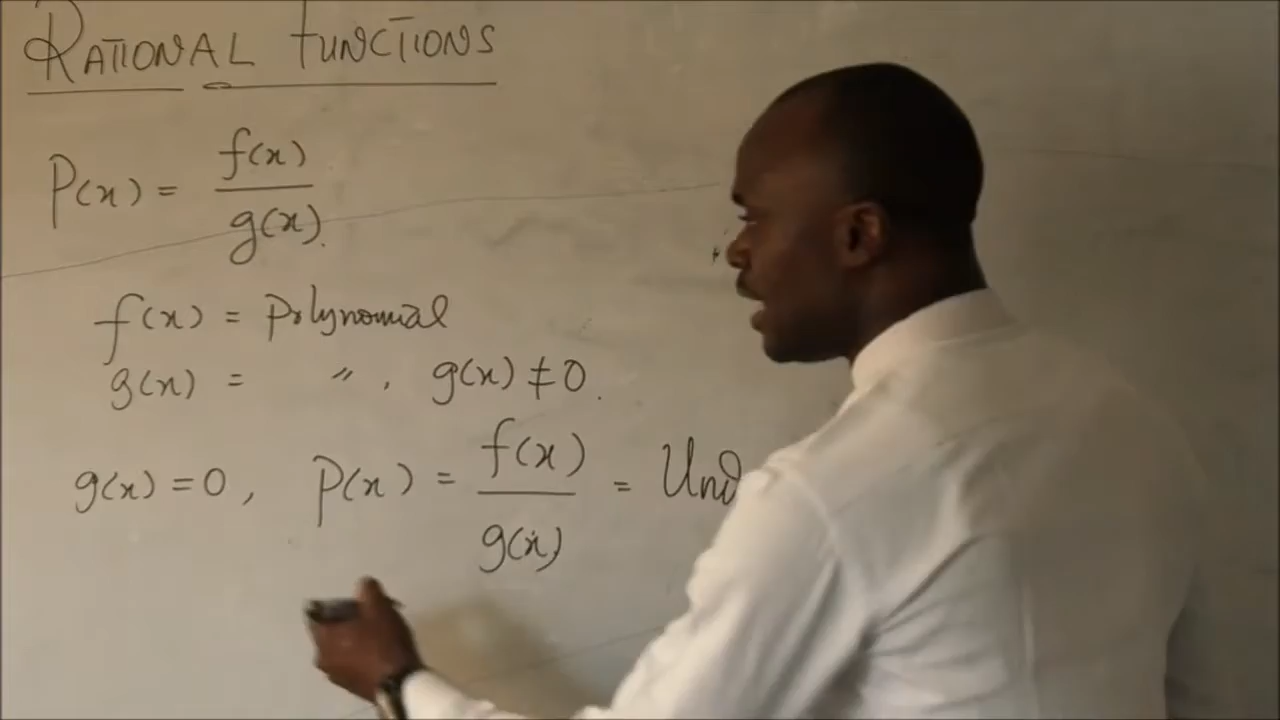 RATIONAL FUNCTIONS
P(x) = f(x) / g(x).
f(x) = Polynomial
g(x) = " , g(x) ≠ 0.
g(x) = 0, P(x) = f(x) / g(x) = Und